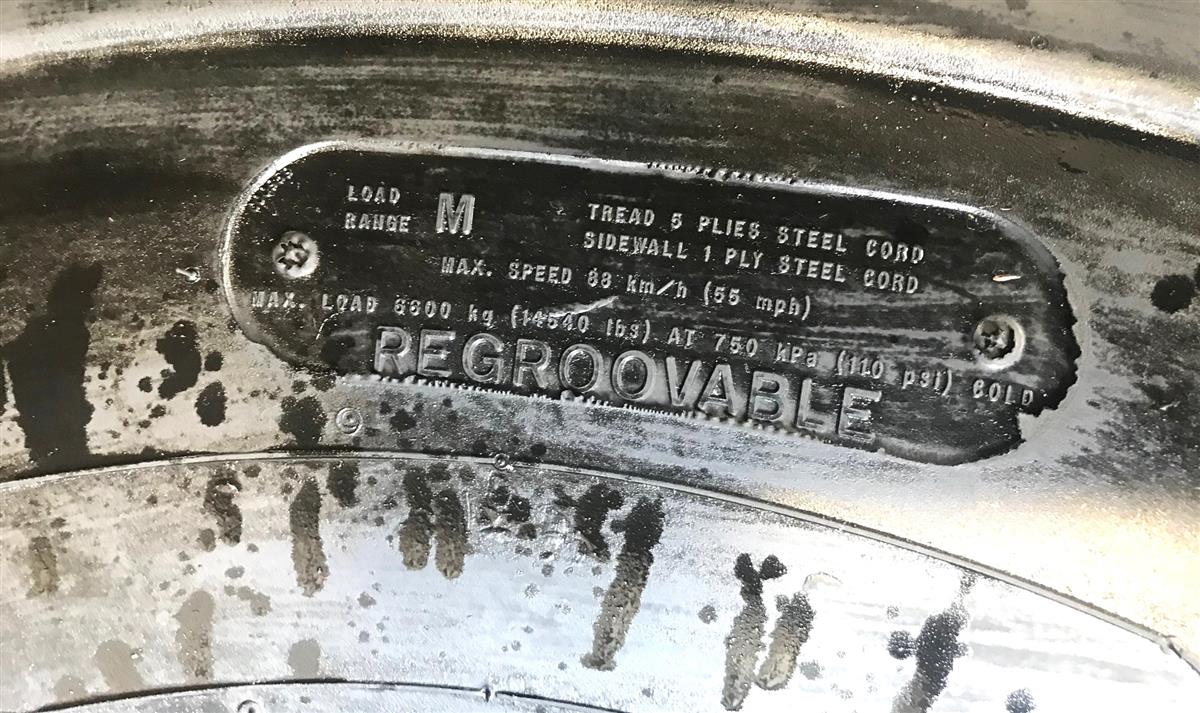 LOAD
RANGE M
TREAD 5 PLIES STEEL CORD
SIDEWALL 1 PLY STEEL CORD
MAX. SPEED 88 km/h (55 mph)
MAX. LOAD 6600 kg (14540 lbs) AT 750 kPa (110 psi) COLD
REGROOVABLE